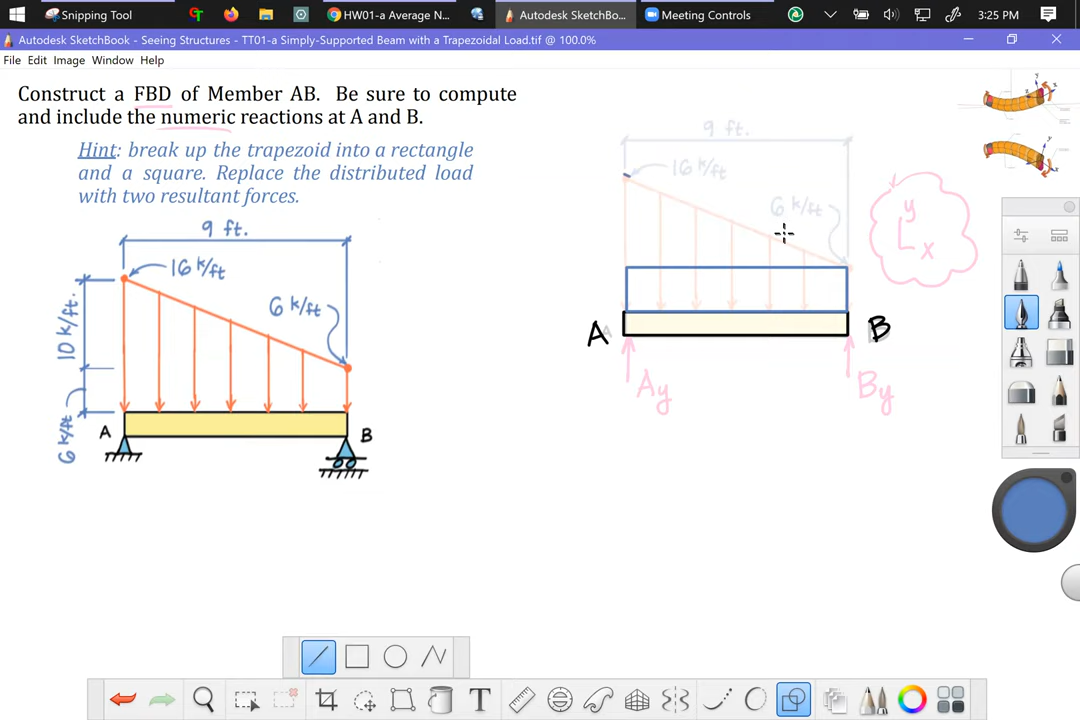 Snipping Tool
HW01-a Average N...
Autodesk SketchBo...
Meeting Controls
3:25 PM
Autodesk SketchBook - Seeing Structures - TT01-a Simply-Supported Beam with a Trapezoidal Load.tif @ 100.0%
File Edit Image Window Help
Construct a FBD of Member AB. Be sure to compute
and include the numeric reactions at A and B.
Hint: break up the trapezoid into a rectangle
and a square. Replace the distributed load
with two resultant forces.
9 ft.
16 k/ft
6 k/ft
10 k/ft.
6 k/ft
A
B
9 ft.
16 k/ft
6 k/ft
y
x
A
B
Ay
By